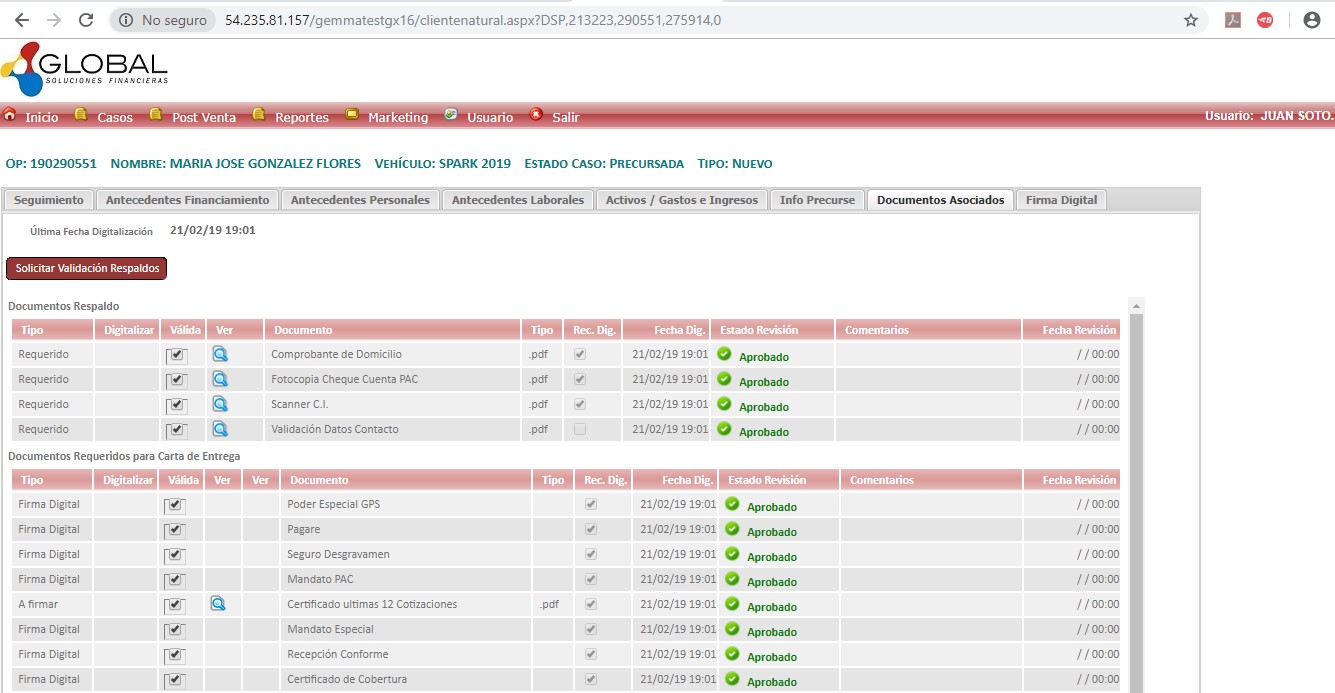 No seguro 54.235.81.157/gemmatestgx16/clientenatural.aspx?DSP,213223,290551,275914,0
GLOBAL
SOLUCIONES FINANCIERAS
Inicio Casos Post Venta Reportes Marketing Usuario Salir Usuario: JUAN SOTO.
OP: 190290551 NOMBRE: MARIA JOSE GONZALEZ FLORES VEHÍCULO: SPARK 2019 ESTADO CASO: PRECURSADA TIPO: NUEVO
Seguimiento Antecedentes Financiamiento Antecedentes Personales Antecedentes Laborales Activos / Gastos e Ingresos Info Precurse Documentos Asociados Firma Digital
Última Fecha Digitalización 21/02/19 19:01
Solicitar Validación Respaldos
Documentos Respaldo
Tipo Digitalizar Válida Ver Documento Tipo Rec. Dig. Fecha Dig. Estado Revisión Comentarios Fecha Revisión
Requerido Comprobante de Domicilio .pdf 21/02/19 19:01 Aprobado / / 00:00
Requerido Fotocopia Cheque Cuenta PAC .pdf 21/02/19 19:01 Aprobado / / 00:00
Requerido Scanner C.I. .pdf 21/02/19 19:01 Aprobado / / 00:00
Requerido Validación Datos Contacto .pdf 21/02/19 19:01 Aprobado / / 00:00
Documentos Requeridos para Carta de Entrega
Tipo Digitalizar Válida Ver Ver Documento Tipo Rec. Dig. Fecha Dig. Estado Revisión Comentarios Fecha Revisión
Firma Digital Poder Especial GPS 21/02/19 19:01 Aprobado / / 00:00
Firma Digital Pagare 21/02/19 19:01 Aprobado / / 00:00
Firma Digital Seguro Desgravamen 21/02/19 19:01 Aprobado / / 00:00
Firma Digital Mandato PAC 21/02/19 19:01 Aprobado / / 00:00
A firmar Certificado ultimas 12 Cotizaciones .pdf 21/02/19 19:01 Aprobado / / 00:00
Firma Digital Mandato Especial 21/02/19 19:01 Aprobado / / 00:00
Firma Digital Recepción Conforme 21/02/19 19:01 Aprobado / / 00:00
Firma Digital Certificado de Cobertura 21/02/19 19:01 Aprobado / / 00:00